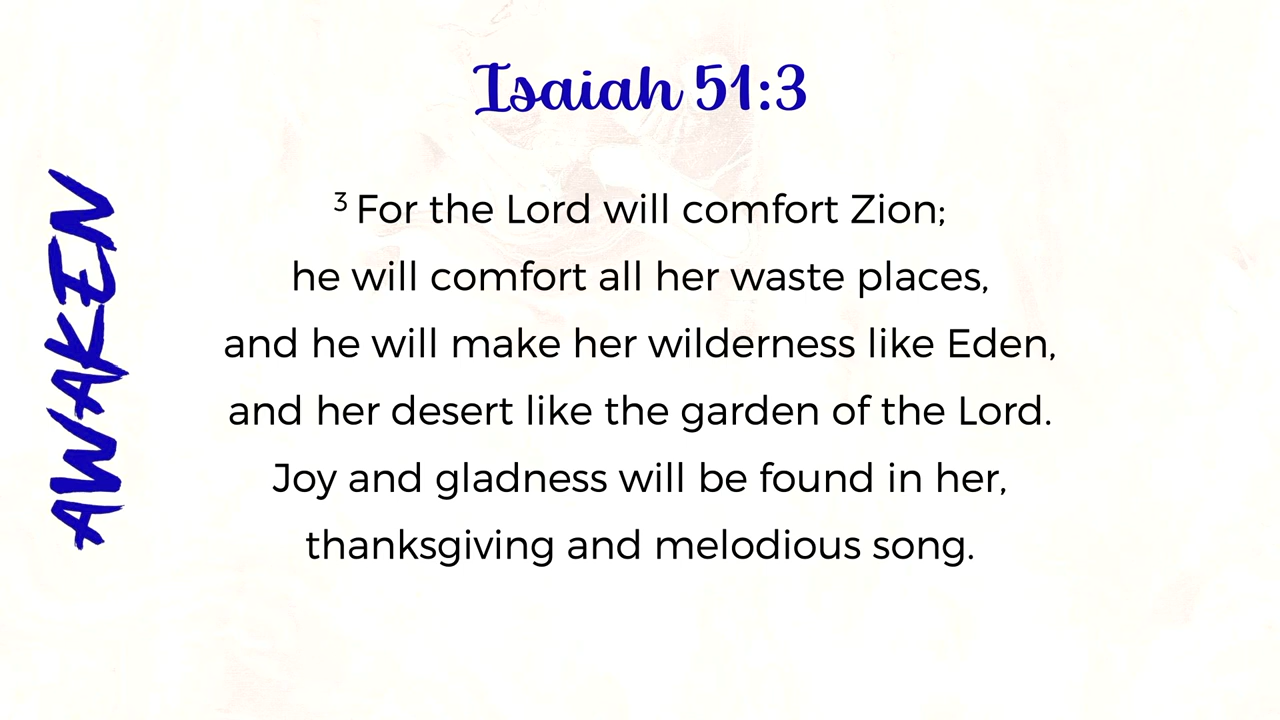 Isaiah 51:3
AWAKEN
3 For the Lord will comfort Zion;
he will comfort all her waste places,
and he will make her wilderness like Eden,
and her desert like the garden of the Lord.
Joy and gladness will be found in her,
thanksgiving and melodious song.